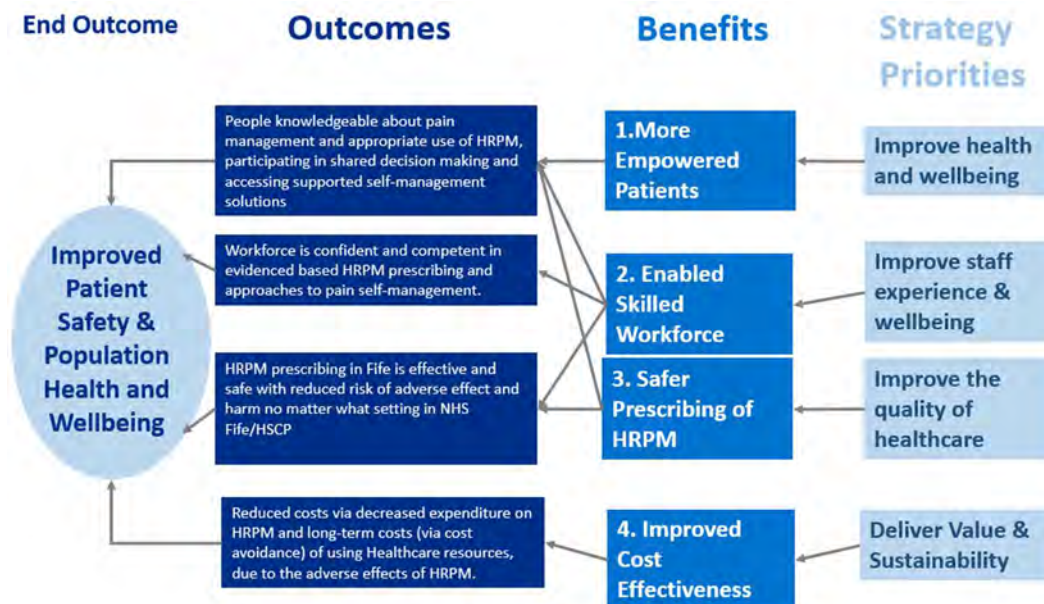 End Outcome
Outcomes
Benefits
Strategy
Priorities
People knowledgeable about pain
management and appropriate use of HRPM,
participating in shared decision making and
accessing supported self-management
solutions
1.More
Empowered
Patients
Improve health
and wellbeing
Improved
Patient
Safety &
Population
Health and
Wellbeing
Workforce is confident and competent in
evidenced based HRPM prescribing and
approaches to pain self-management.
2. Enabled
Skilled
Workforce
Improve staff
experience &
wellbeing
HRPM prescribing in Fife is effective and
safe with reduced risk of adverse effect and
harm no matter what setting in NHS
Fife/HSCP
3. Safer
Prescribing of
HRPM
Improve the
quality of
healthcare
Reduced costs via decreased expenditure on
HRPM and long-term costs (via cost
avoidance) of using Healthcare resources,
due to the adverse effects of HRPM.
4. Improved
Cost
Effectiveness
Deliver Value &
Sustainability